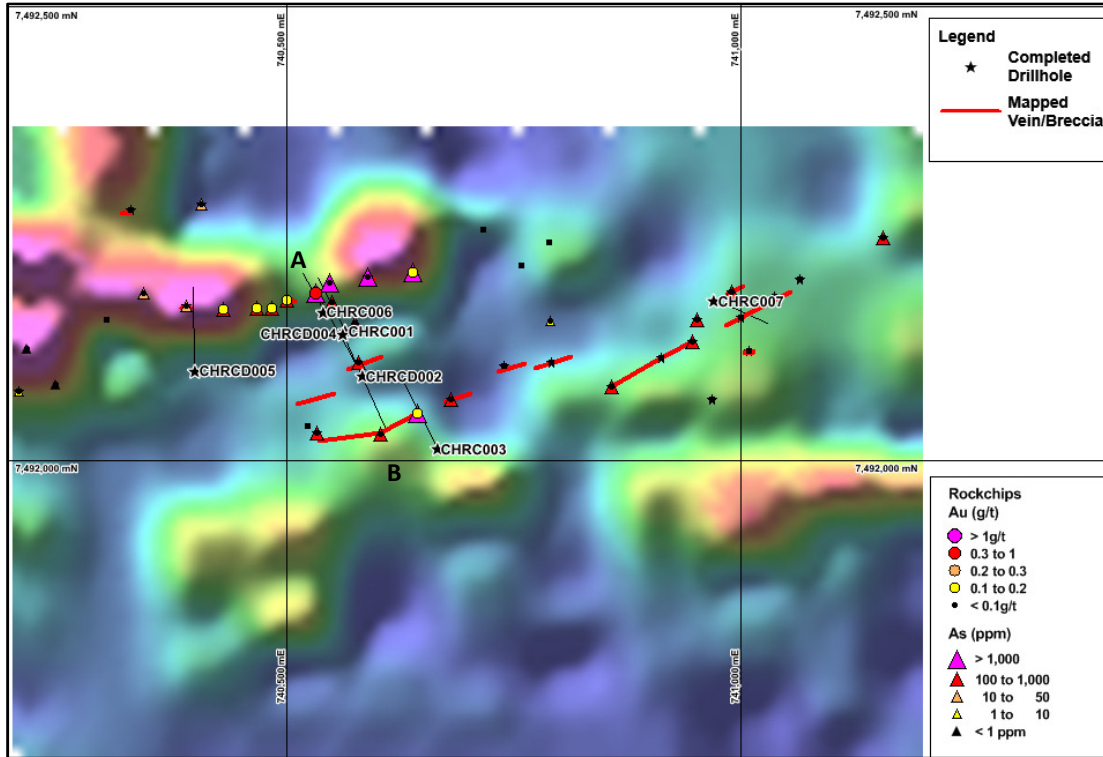 7,492,500 mN
740,500 mE
741,000 mE
7,492,500 mN
Legend
Completed
Drillhole
Mapped
Vein/Breccia
A
CHRC006
CHRCD004
CHRC001
CHRC007
CHRCD005
CHRCD002
CHRC003
B
7,492,000 mN
7,492,000 mN
740,500 mE
741,000 mE
Rockchips
Au (g/t)
> 1g/t
0.3 to 1
0.2 to 0.3
0.1 to 0.2
< 0.1g/t
As (ppm)
> 1,000
100 to 1,000
10 to 50
1 to 10
< 1 ppm